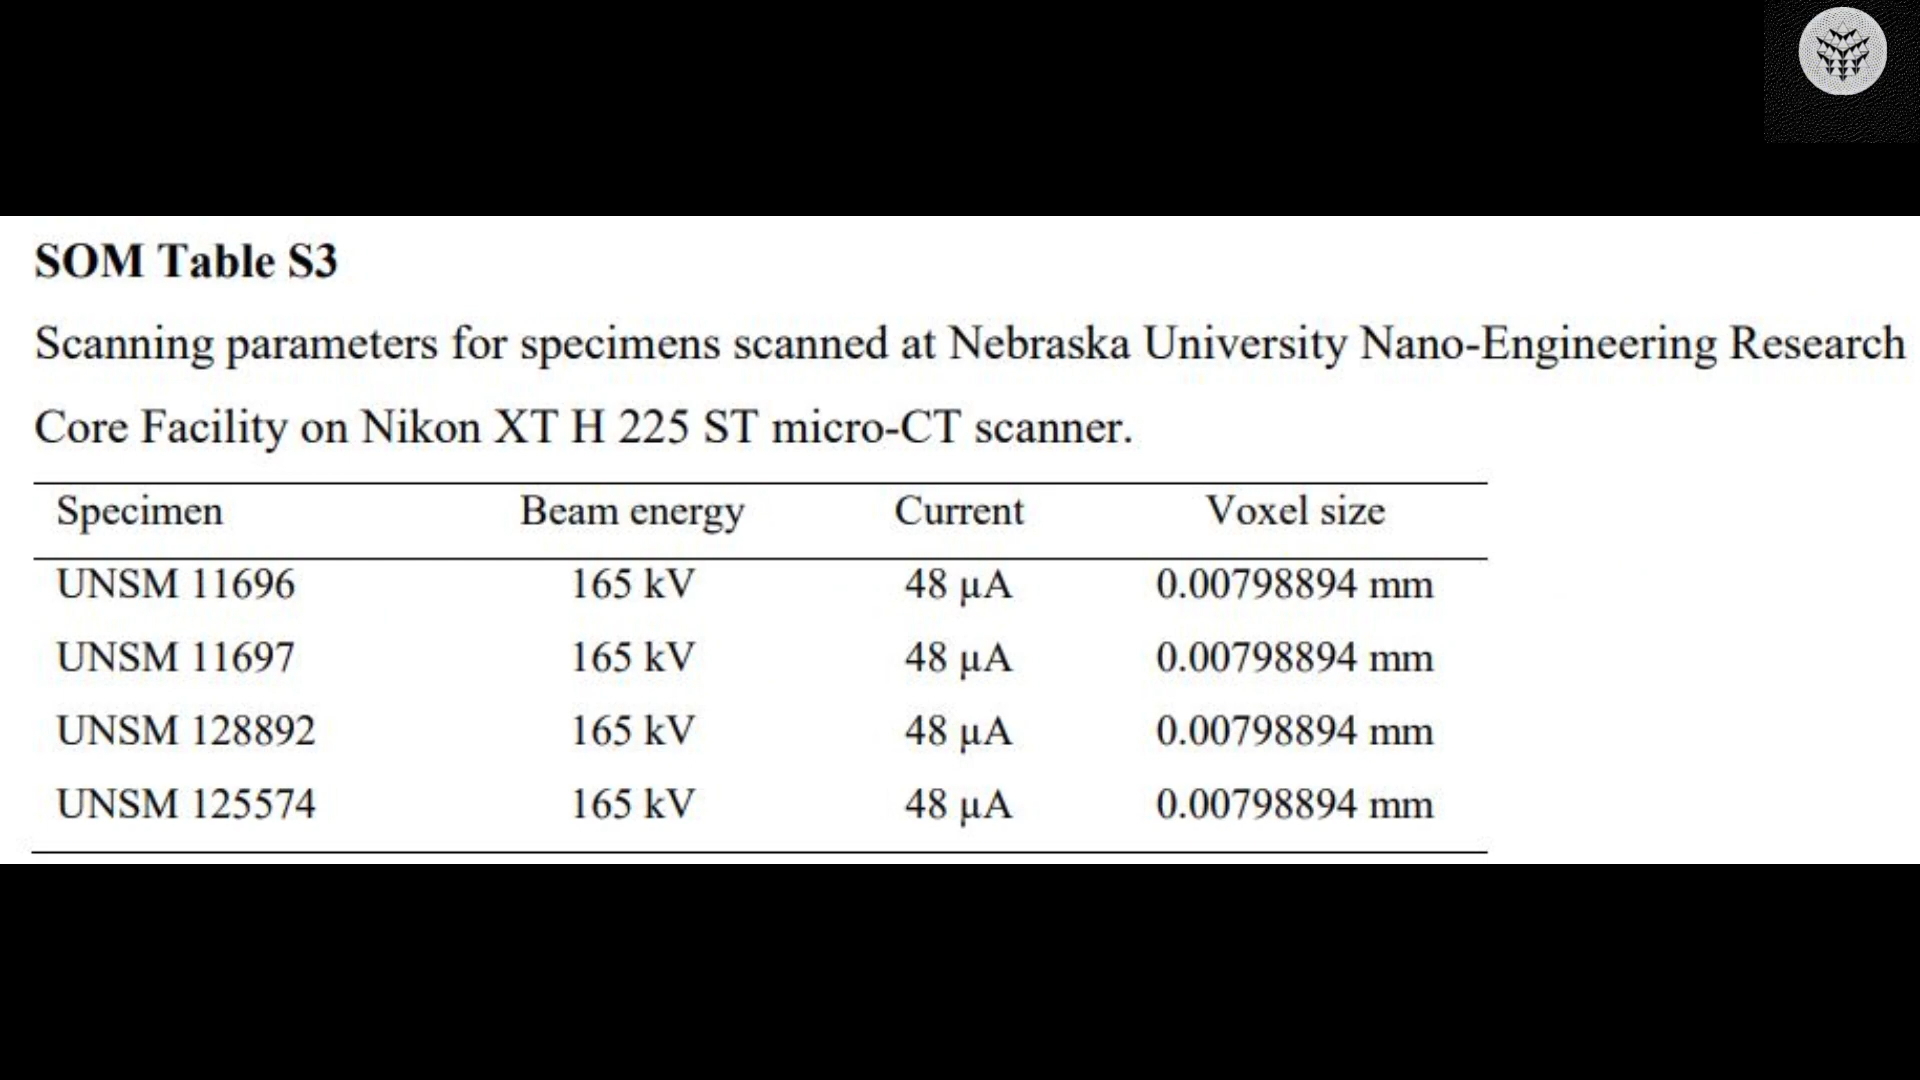 SOM Table S3
Scanning parameters for specimens scanned at Nebraska University Nano-Engineering Research
Core Facility on Nikon XT H 225 ST micro-CT scanner.
Specimen Beam energy Current Voxel size
UNSM 11696 165 kV 48 µA 0.00798894 mm
UNSM 11697 165 kV 48 µA 0.00798894 mm
UNSM 128892 165 kV 48 µA 0.00798894 mm
UNSM 125574 165 kV 48 µA 0.00798894 mm